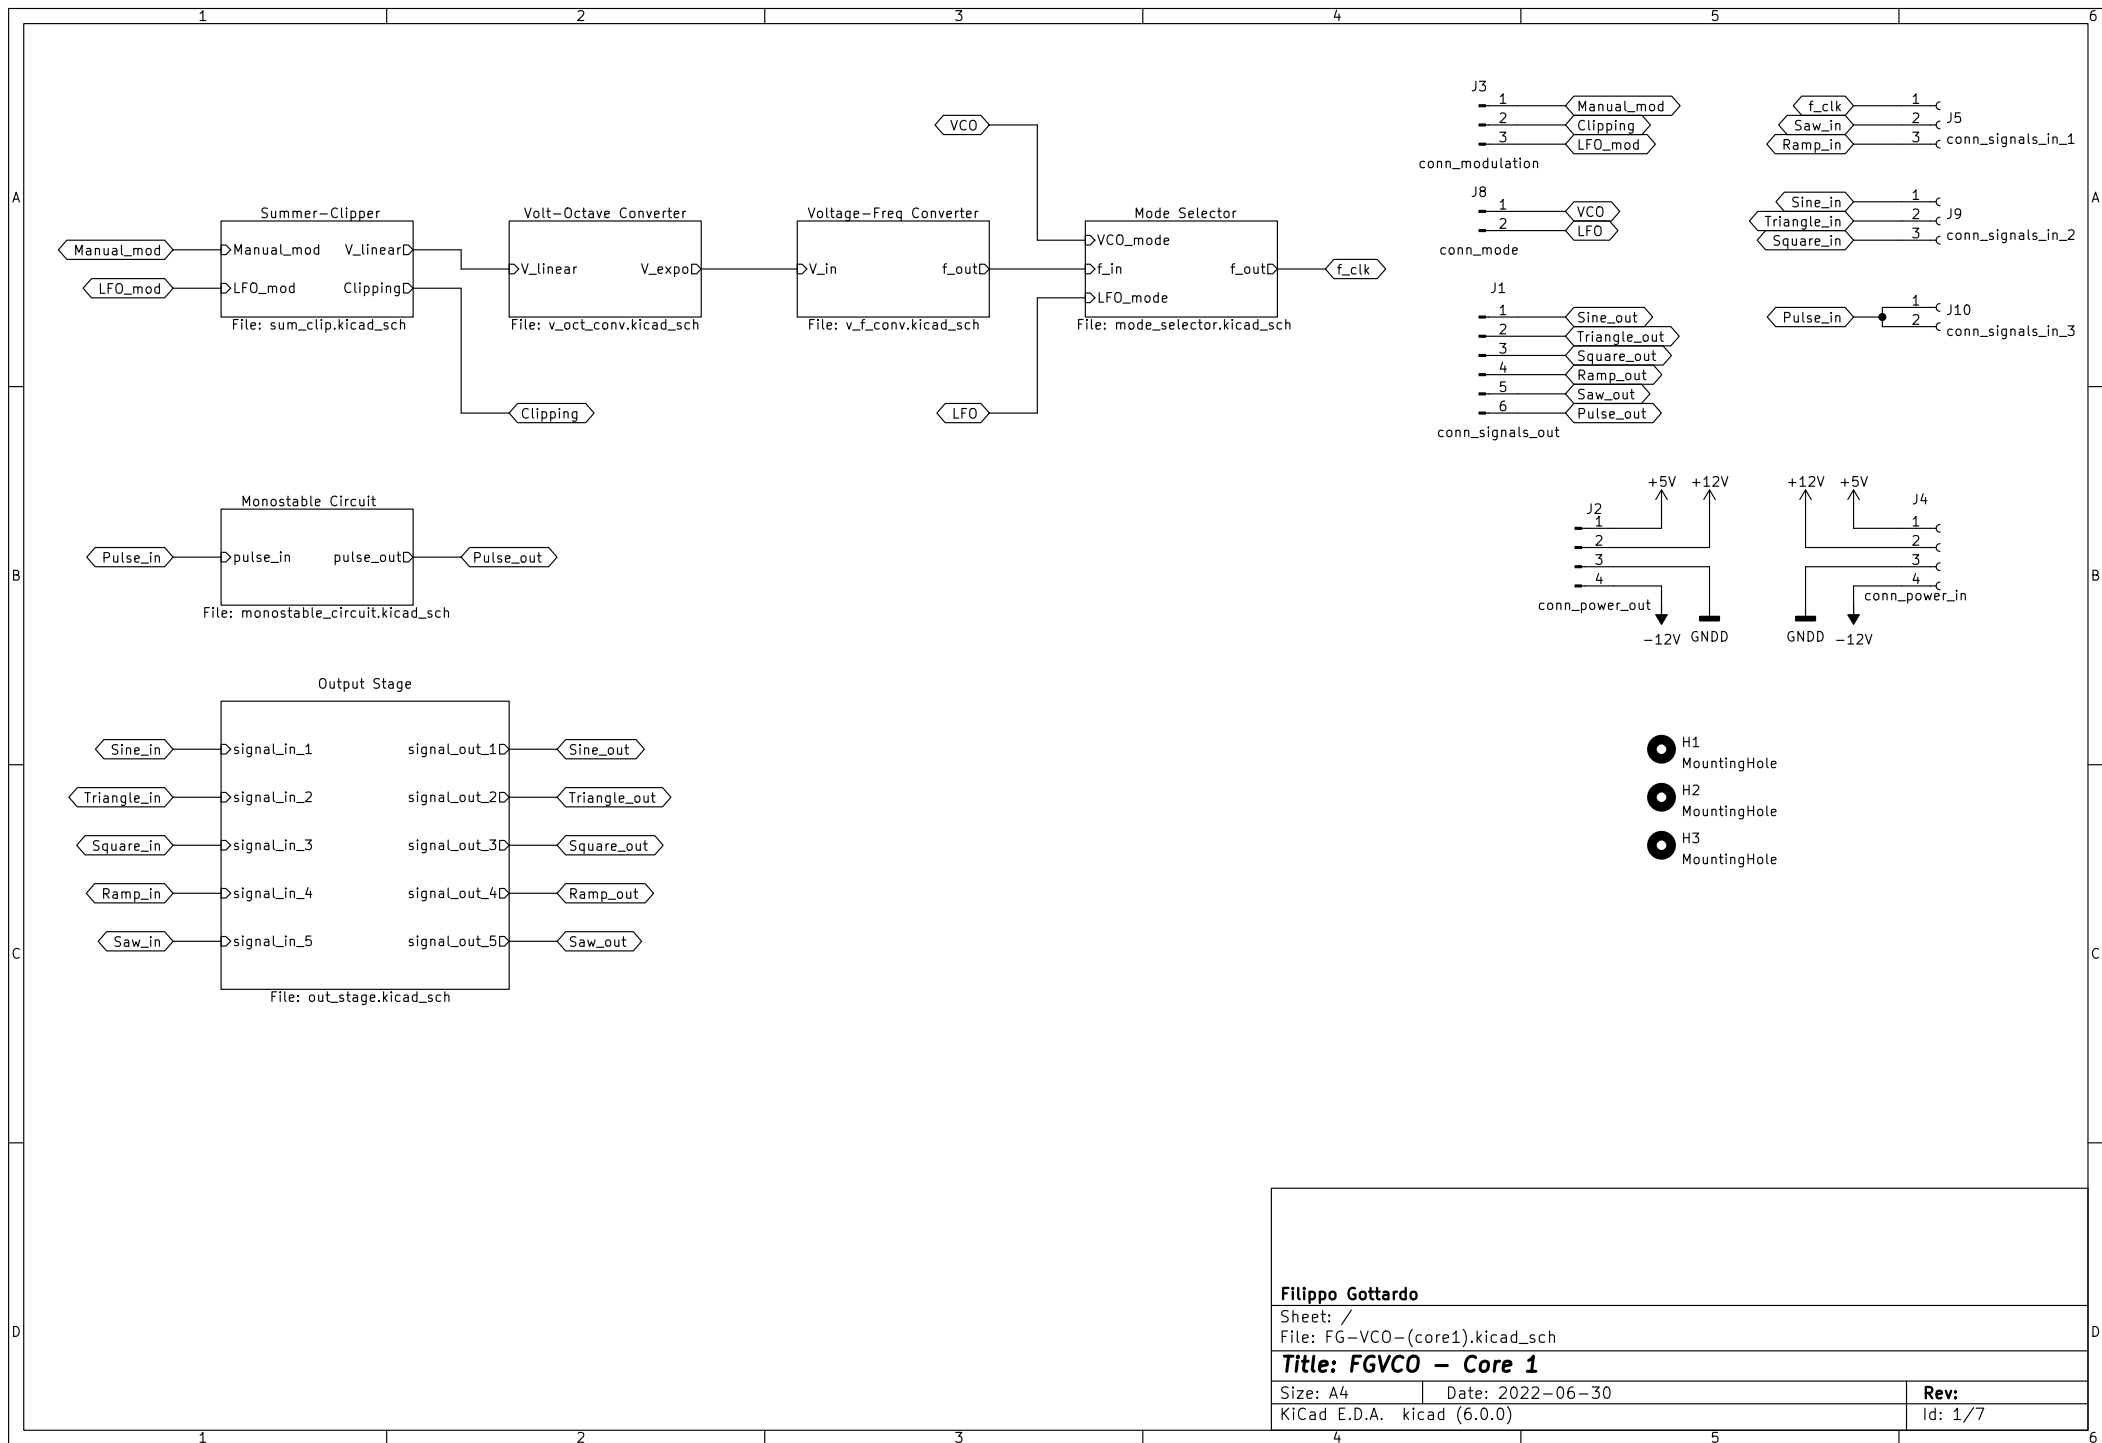 1 2 3 4 5 6
A
B
C
D
A
B
C
D
Summer-Clipper
Manual_mod
LFO_mod
Manual_mod V_linear
LFO_mod Clipping
File: sum_clip.kicad_sch
Clipping
Volt-Octave Converter
V_linear V_expo
File: v_oct_conv.kicad_sch
Voltage-Freq Converter
V_in f_out
File: v_f_conv.kicad_sch
VCO
LFO
Mode Selector
VCO_mode
f_in f_out
LFO_mode
File: mode_selector.kicad_sch
f_clk
J3
1 Manual_mod
2 Clipping
3 LFO_mod
conn_modulation
J8
1 VCO
2 LFO
conn_mode
J1
1 Sine_out
2 Triangle_out
3 Square_out
4 Ramp_out
5 Saw_out
6 Pulse_out
conn_signals_out
f_clk 1
Saw_in 2 J5
Ramp_in 3 conn_signals_in_1
Sine_in 1
Triangle_in 2 J9
Square_in 3 conn_signals_in_2
Pulse_in
1 J10
2 conn_signals_in_3
Monostable Circuit
Pulse_in pulse_in pulse_out Pulse_out
File: monostable_circuit.kicad_sch
+5V +12V
J2
1
2
3
4
conn_power_out
-12V GNDD
+12V +5V
J4
1
2
3
4
conn_power_in
GNDD -12V
Output Stage
Sine_in signal_in_1 signal_out_1 Sine_out
Triangle_in signal_in_2 signal_out_2 Triangle_out
Square_in signal_in_3 signal_out_3 Square_out
Ramp_in signal_in_4 signal_out_4 Ramp_out
Saw_in signal_in_5 signal_out_5 Saw_out
File: out_stage.kicad_sch
H1
MountingHole
H2
MountingHole
H3
MountingHole
Filippo Gottardo
Sheet: /
File: FG-VCO-(core1).kicad_sch
Title: FGVCO - Core 1
Size: A4 Date: 2022-06-30 Rev:
KiCad E.D.A. kicad (6.0.0) Id: 1/7
1 2 3 4 5 6